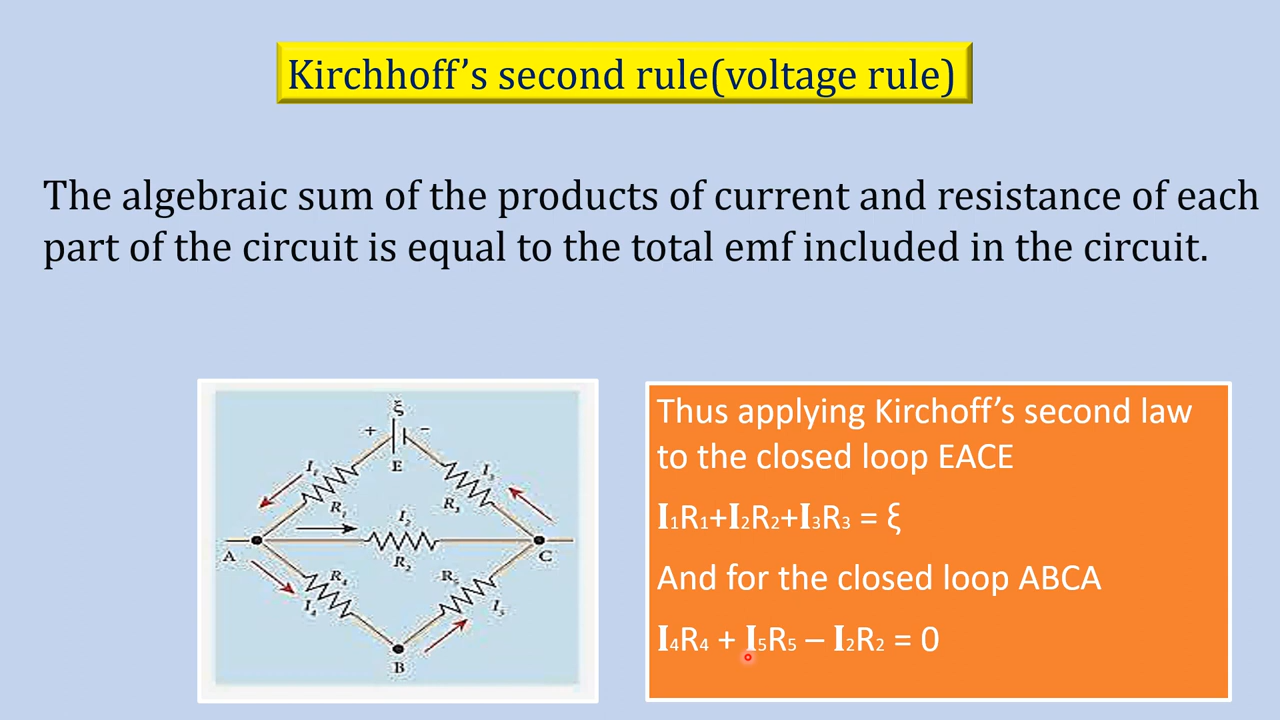 Kirchhoff’s second rule(voltage rule)
The algebraic sum of the products of current and resistance of each
part of the circuit is equal to the total emf included in the circuit.
ξ
+ -
E
I₁
R₁
I₃
R₃
I₂
R₂
A
C
R₄
I₄
R₅
I₅
B
Thus applying Kirchoff’s second law
to the closed loop EACE
I₁R₁+I₂R₂+I₃R₃ = ξ
And for the closed loop ABCA
I₄R₄ + I₅R₅ – I₂R₂ = 0